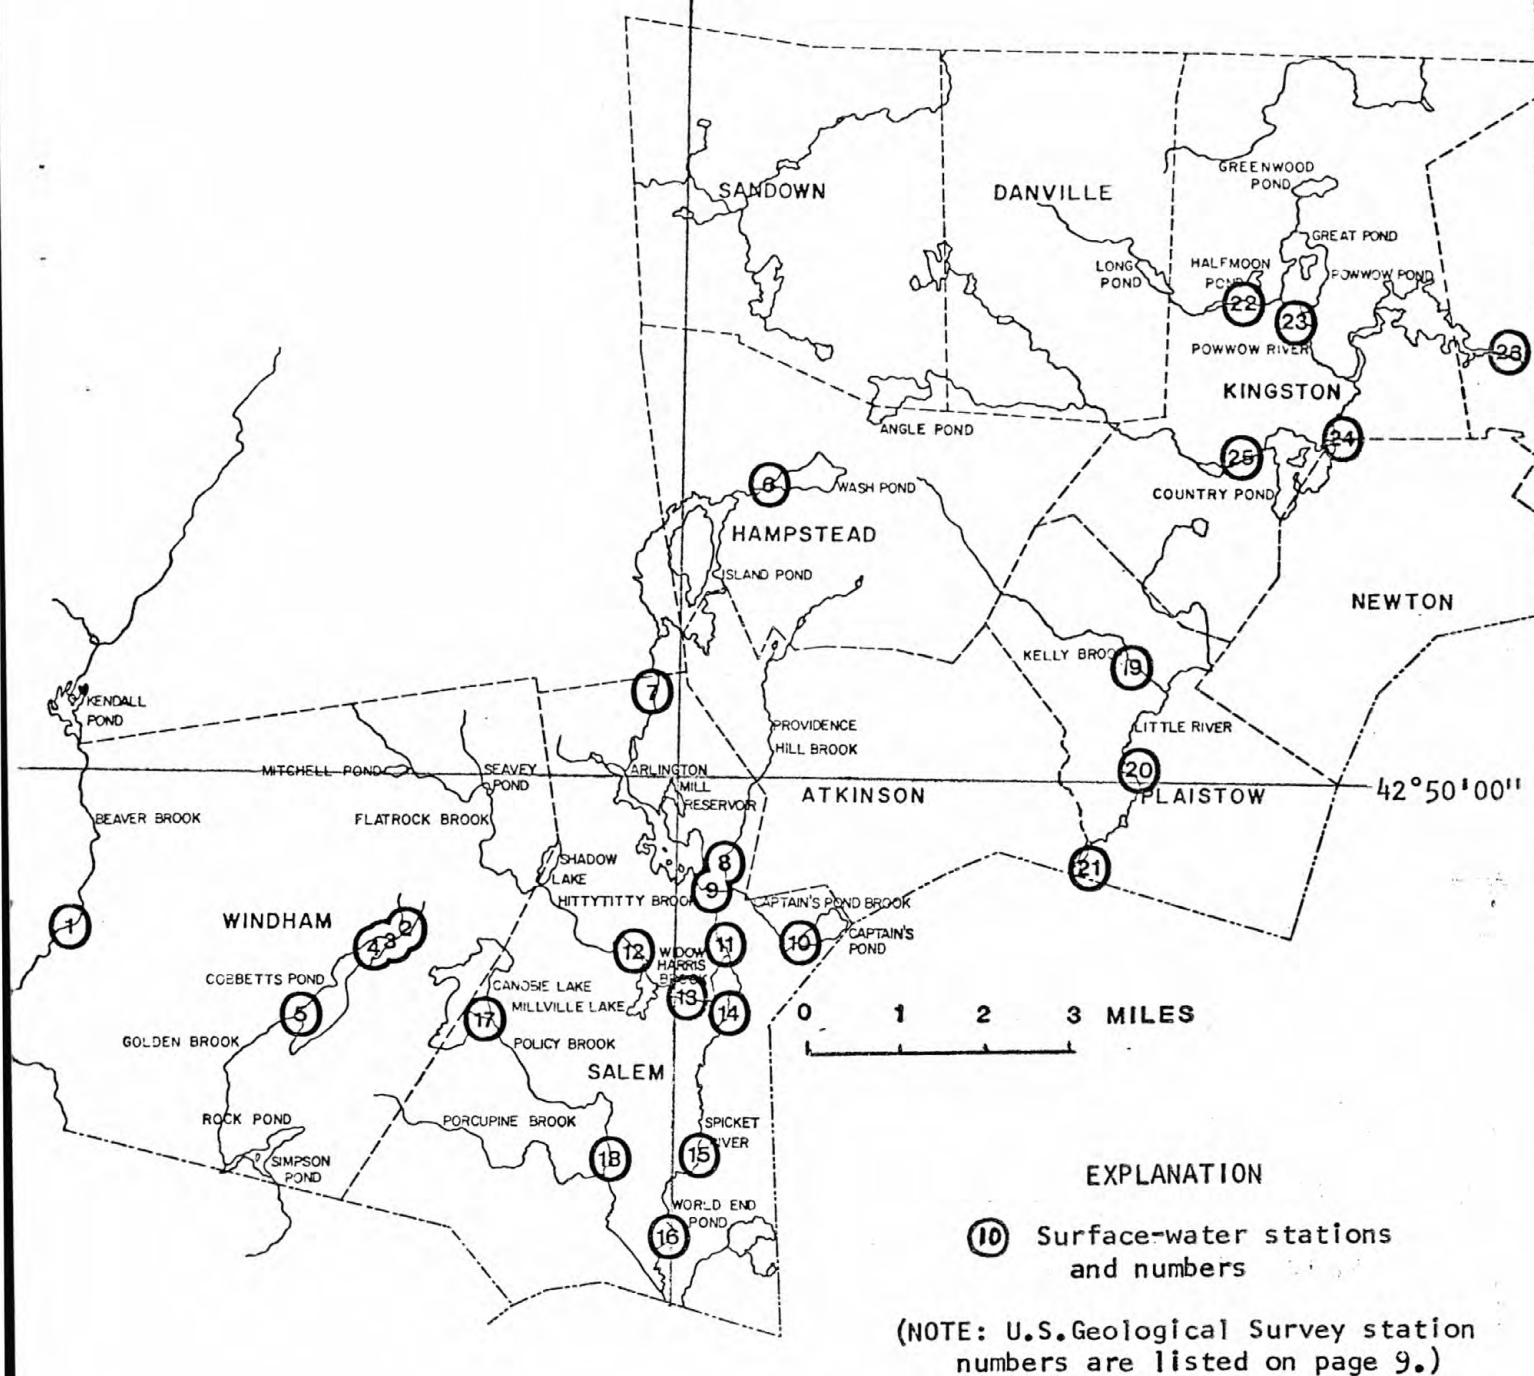 SANDOWN
DANVILLE
GREENWOOD
POND
GREAT POND
LONG
POND
HALFMOON
POND
POWWOW POND
22
23
26
POWWOW RIVER
KINGSTON
ANGLE POND
24
25
COUNTRY POND
6
WASH POND
HAMPSTEAD
ISLAND POND
NEWTON
KELLY BROOK
19
KENDALL
POND
7
PROVIDENCE
HILL BROOK
LITTLE RIVER
MITCHELL POND
SEAVEY
POND
ARLINGTON
MILL
RESERVOIR
20
ATKINSON
PLAISTOW
42°50'00"
BEAVER BROOK
FLATROCK BROOK
SHADOW
LAKE
8
21
HITTYTITTY BROOK
9
CAPTAIN'S POND BROOK
1
WINDHAM
2
3
4
12
WIDOW
HARRIS
BROOK
11
10
CAPTAIN'S
POND
COBBETTS POND
CANOBIE LAKE
13
5
17
MILLVILLE LAKE
14
0 1 2 3 MILES
GOLDEN BROOK
POLICY BROOK
SALEM
ROCK POND
PORCUPINE BROOK
SPICKET
RIVER
SIMPSON
POND
18
15
WORLD END
POND
16
EXPLANATION
10 Surface-water stations
and numbers
(NOTE: U.S.Geological Survey station
numbers are listed on page 9.)